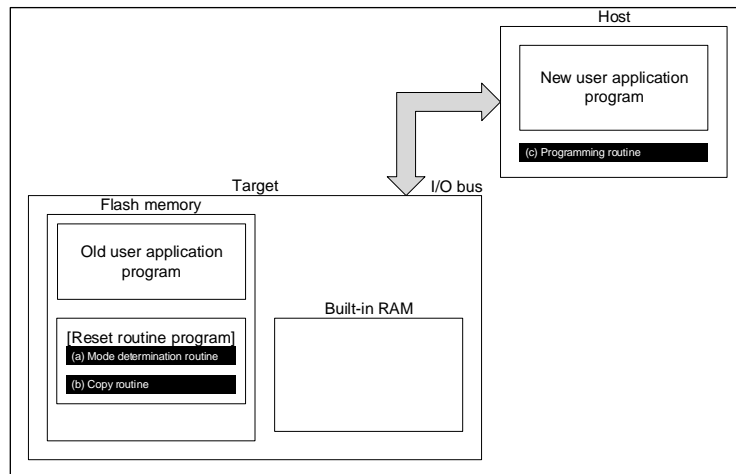 Host
New user application
program
(c) Programming routine
I/O bus
Target
Flash memory
Old user application
program
[Reset routine program]
(a) Mode determination routine
(b) Copy routine
Built-in RAM